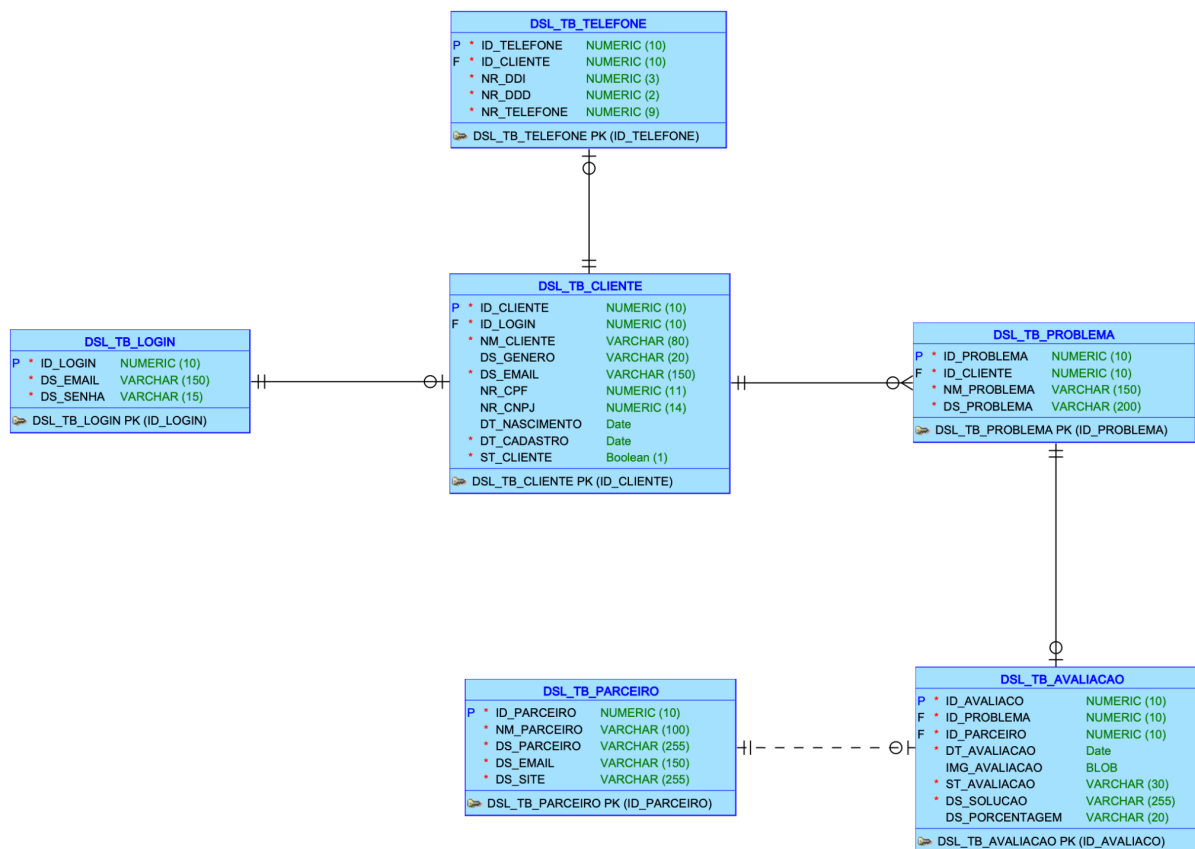 DSL_TB_TELEFONE
P * ID_TELEFONE NUMERIC (10)
F * ID_CLIENTE NUMERIC (10)
* NR_DDI NUMERIC (3)
* NR_DDD NUMERIC (2)
* NR_TELEFONE NUMERIC (9)
DSL_TB_TELEFONE PK (ID_TELEFONE)
DSL_TB_CLIENTE
P * ID_CLIENTE NUMERIC (10)
F * ID_LOGIN NUMERIC (10)
* NM_CLIENTE VARCHAR (80)
DS_GENERO VARCHAR (20)
* DS_EMAIL VARCHAR (150)
NR_CPF NUMERIC (11)
NR_CNPJ NUMERIC (14)
DT_NASCIMENTO Date
* DT_CADASTRO Date
* ST_CLIENTE Boolean (1)
DSL_TB_CLIENTE PK (ID_CLIENTE)
DSL_TB_LOGIN
P * ID_LOGIN NUMERIC (10)
* DS_EMAIL VARCHAR (150)
* DS_SENHA VARCHAR (15)
DSL_TB_LOGIN PK (ID_LOGIN)
DSL_TB_PROBLEMA
P * ID_PROBLEMA NUMERIC (10)
F * ID_CLIENTE NUMERIC (10)
* NM_PROBLEMA VARCHAR (150)
* DS_PROBLEMA VARCHAR (200)
DSL_TB_PROBLEMA PK (ID_PROBLEMA)
DSL_TB_PARCEIRO
P * ID_PARCEIRO NUMERIC (10)
* NM_PARCEIRO VARCHAR (100)
* DS_PARCEIRO VARCHAR (255)
* DS_EMAIL VARCHAR (150)
* DS_SITE VARCHAR (255)
DSL_TB_PARCEIRO PK (ID_PARCEIRO)
DSL_TB_AVALIACAO
P * ID_AVALIACO NUMERIC (10)
F * ID_PROBLEMA NUMERIC (10)
F * ID_PARCEIRO NUMERIC (10)
* DT_AVALIACAO Date
IMG_AVALIACAO BLOB
* ST_AVALIACAO VARCHAR (30)
* DS_SOLUCAO VARCHAR (255)
DS_PORCENTAGEM VARCHAR (20)
DSL_TB_AVALIACAO PK (ID_AVALIACO)